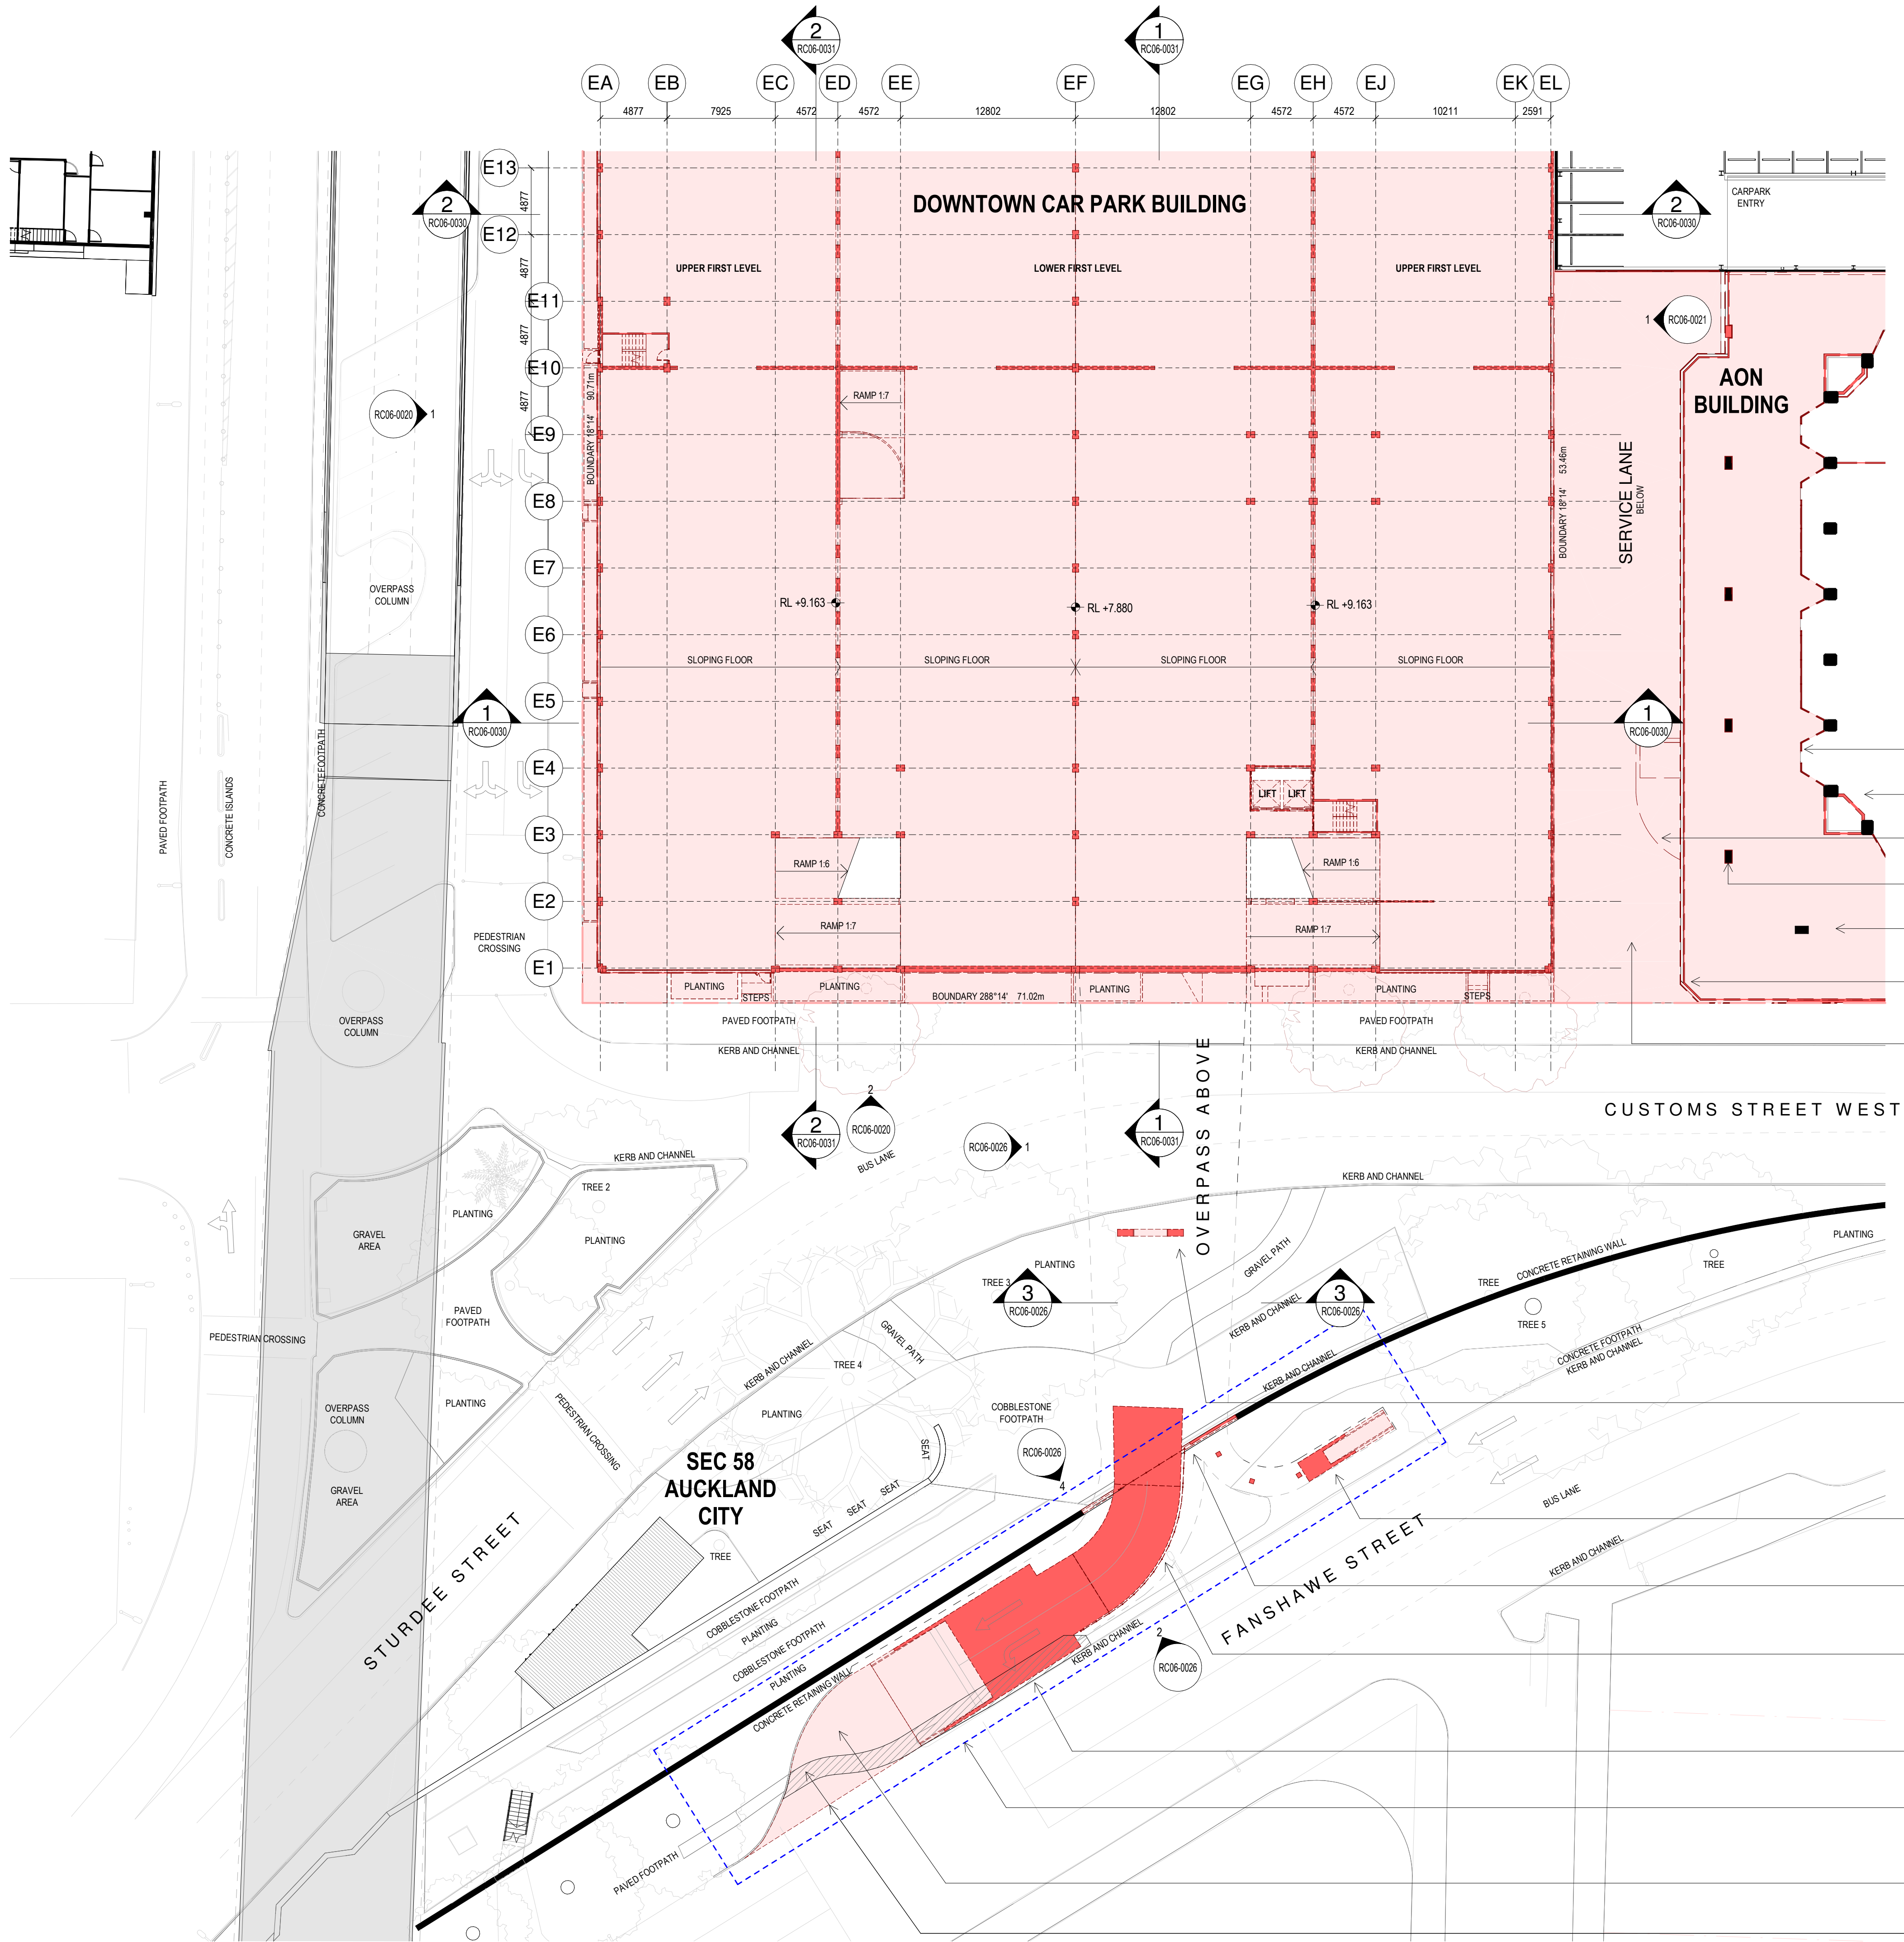 2
RC06-0031
1
RC06-0031
EA
EB
EC
ED
EE
EF
EG
EH
EJ
EK
EL
4877
7925
4572
4572
12802
12802
4572
4572
10211
2591
E13
4877
E12
4877
E11
4877
E10
4877
E9
E8
E7
E6
E5
E4
E3
E2
E1
2
RC06-0030
2
RC06-0030
CARPARK
ENTRY
DOWNTOWN CAR PARK BUILDING
UPPER FIRST LEVEL
LOWER FIRST LEVEL
UPPER FIRST LEVEL
1
RC06-0021
AON
BUILDING
RC06-0020
1
BOUNDARY 18°14' 90.71m
RAMP 1:7
BOUNDARY 18°14' 53.46m
SERVICE LANE
BELOW
OVERPASS
COLUMN
RL +9.163
RL +7.880
RL +9.163
SLOPING FLOOR
SLOPING FLOOR
SLOPING FLOOR
SLOPING FLOOR
1
RC06-0030
1
RC06-0030
PAVED FOOTPATH
CONCRETE ISLANDS
CONCRETE FOOTPATH
LIFT
LIFT
RAMP 1:6
RAMP 1:6
RAMP 1:7
RAMP 1:7
PEDESTRIAN
CROSSING
PLANTING
STEPS
PLANTING
BOUNDARY 288°14' 71.02m
PLANTING
PLANTING
STEPS
OVERPASS
COLUMN
PAVED FOOTPATH
PAVED FOOTPATH
KERB AND CHANNEL
KERB AND CHANNEL
OVERPASS ABOVE
CUSTOMS STREET WEST
2
RC06-0031
2
RC06-0020
RC06-0026
1
1
RC06-0031
BUS LANE
KERB AND CHANNEL
KERB AND CHANNEL
TREE 2
PLANTING
PLANTING
GRAVEL
AREA
PLANTING
PLANTING
GRAVEL PATH
CONCRETE RETAINING WALL
TREE
TREE
TREE 3
3
RC06-0026
3
RC06-0026
TREE 5
KERB AND CHANNEL
PAVED
FOOTPATH
PEDESTRIAN CROSSING
GRAVEL PATH
KERB AND CHANNEL
TREE 4
CONCRETE FOOTPATH
KERB AND CHANNEL
KERB AND CHANNEL
OVERPASS
COLUMN
PLANTING
PEDESTRIAN CROSSING
PLANTING
COBBLESTONE
FOOTPATH
SEAT
RC06-0026
4
SEC 58
AUCKLAND
CITY
GRAVEL
AREA
SEAT
SEAT
SEAT
BUS LANE
STURDEE STREET
TREE
FANSHAWE STREET
KERB AND CHANNEL
COBBLESTONE FOOTPATH
PLANTING
COBBLESTONE FOOTPATH
PLANTING
CONCRETE RETAINING WALL
KERB AND CHANNEL
2
RC06-0026
PAVED FOOTPATH